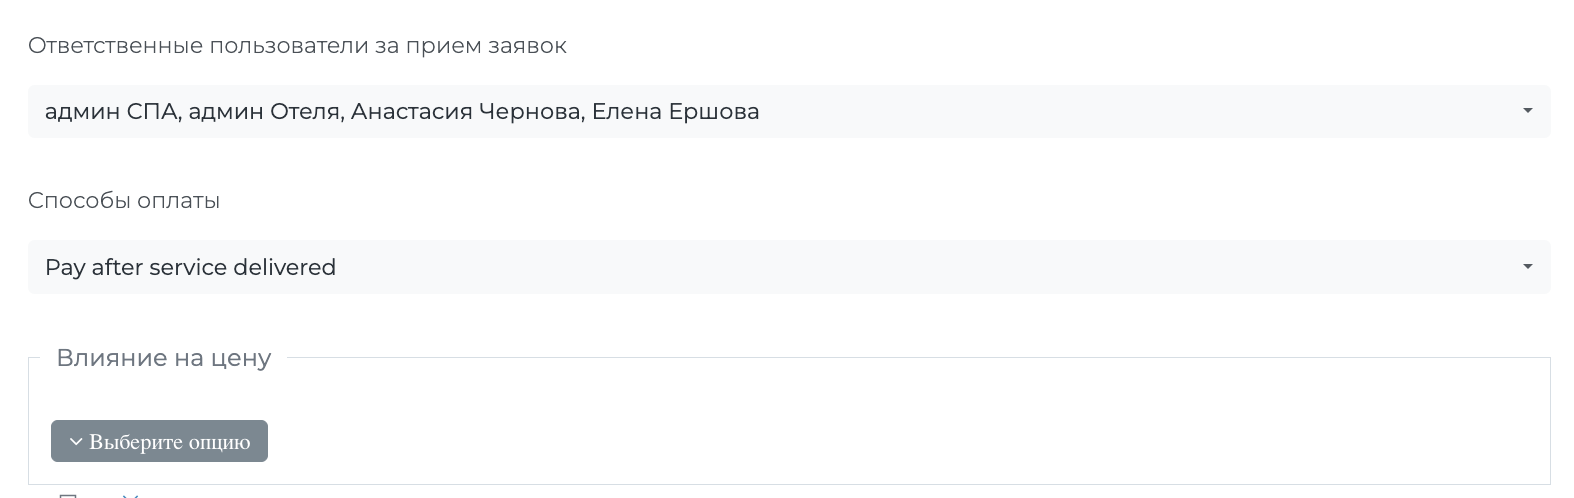 Ответственные пользователи за прием заявок
админ СПА, админ Отеля, Анастасия Чернова, Елена Ершова
Способы оплаты
Pay after service delivered
Влияние на цену
Выберите опцию